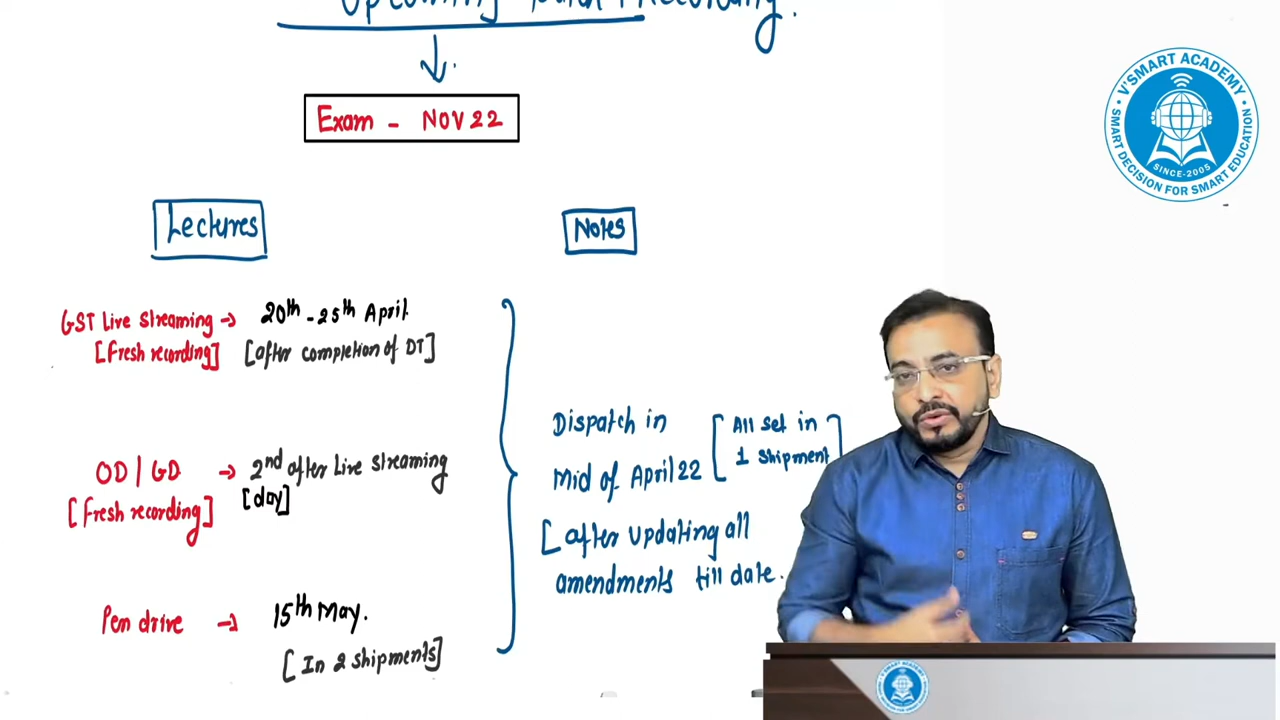 Upcoming Batch Recording.
Exam - NOV 22
Lectures
Notes
GST Live Streaming → 20th - 25th April
[Fresh recording] [after completion of DT]
OD / GD → 2nd after Live Streaming
[Fresh recording] [day]
Pen drive → 15th May.
[In 2 shipments]
Dispatch in
Mid of April 22
[All set in
1 shipment]
[after updating all
amendments till date.
V'SMART ACADEMY
SINCE-2005
SMART DECISION FOR SMART EDUCATION